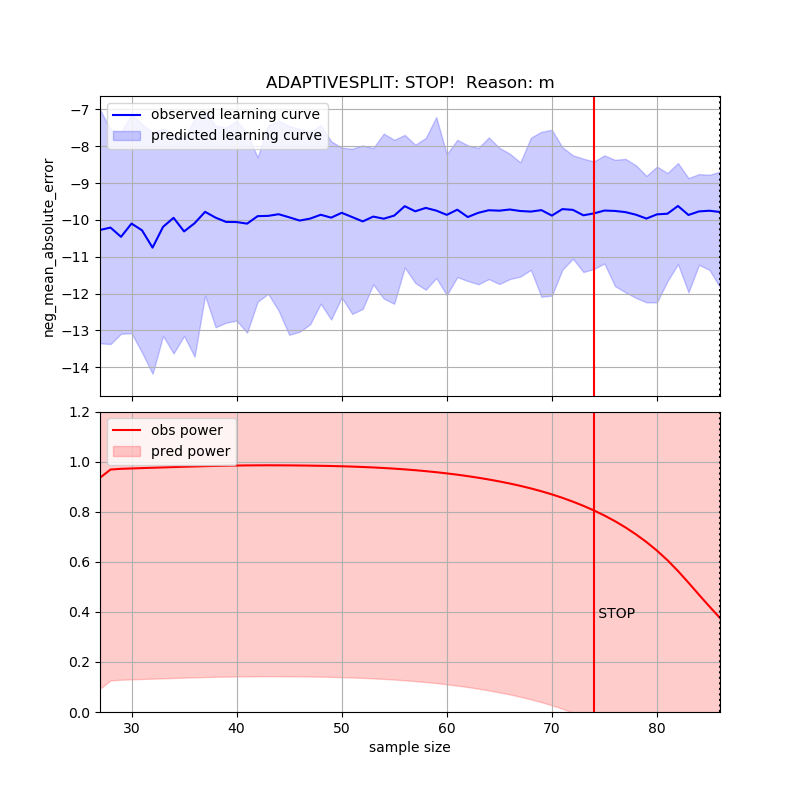 ADAPTIVESPLIT: STOP!  Reason: m
observed learning curve
predicted learning curve
neg_mean_absolute_error
−7
−8
−9
−10
−11
−12
−13
−14
obs power
pred power
1.2
1.0
0.8
0.6
0.4
0.2
0.0
STOP
30 40 50 60 70 80
sample size